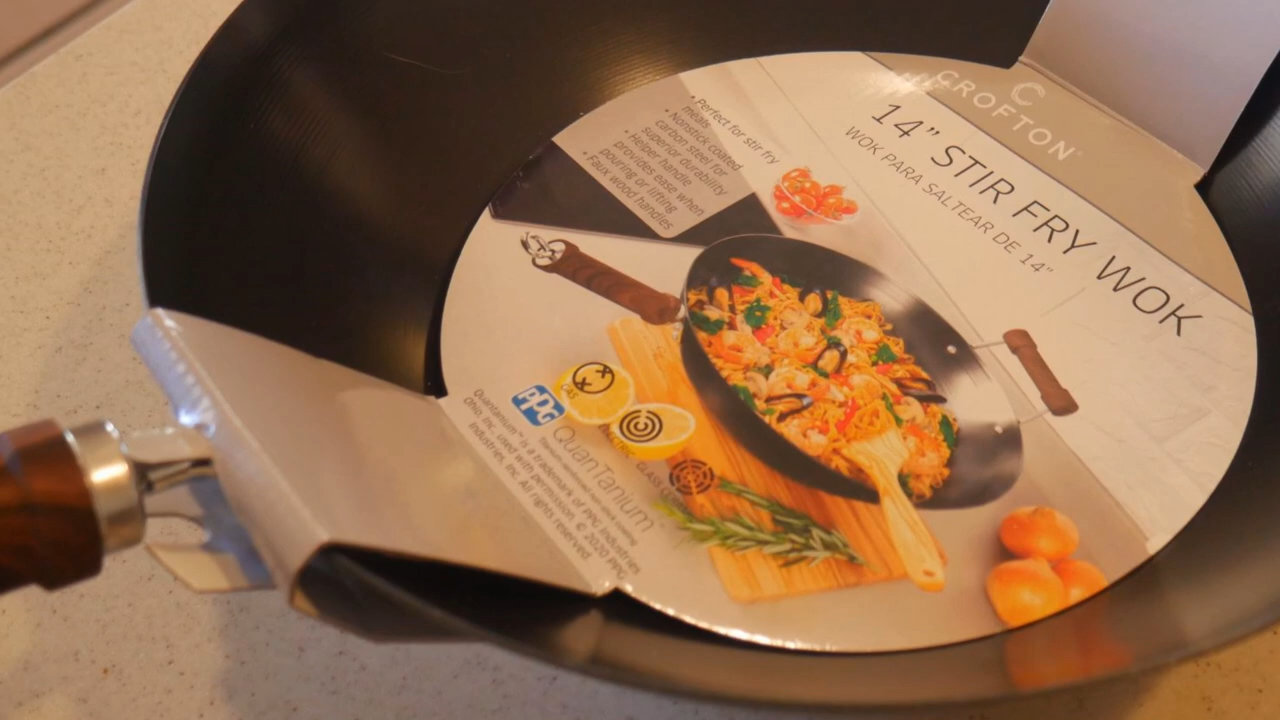 CROFTON
14" STIR FRY WOK
WOK PARA SALTEAR DE 14"
• Perfect for stir fry
meals
• Nonstick coated
carbon steel for
superior durability
• Helper handle
provides ease when
pouring or lifting
• Faux wood handles
GAS
PPG
QuanTanium
Quantanium™ is a trademark of PPG Industries
Ohio, Inc., used with permission © 2020 PPG
Industries, Inc. All rights
reserved